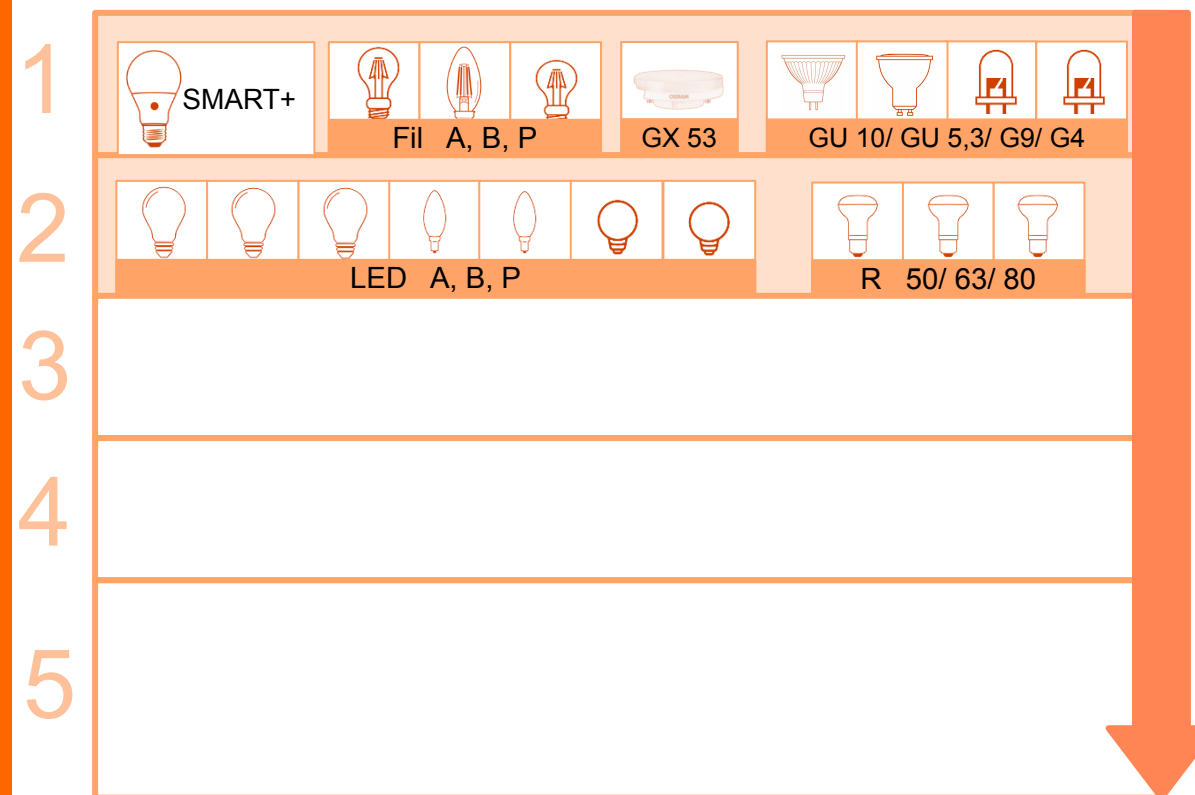 1
SMART+
Fil A, B, P
GX 53
GU 10/ GU 5,3/ G9/ G4
2
LED A, B, P
R 50/ 63/ 80
3
4
5